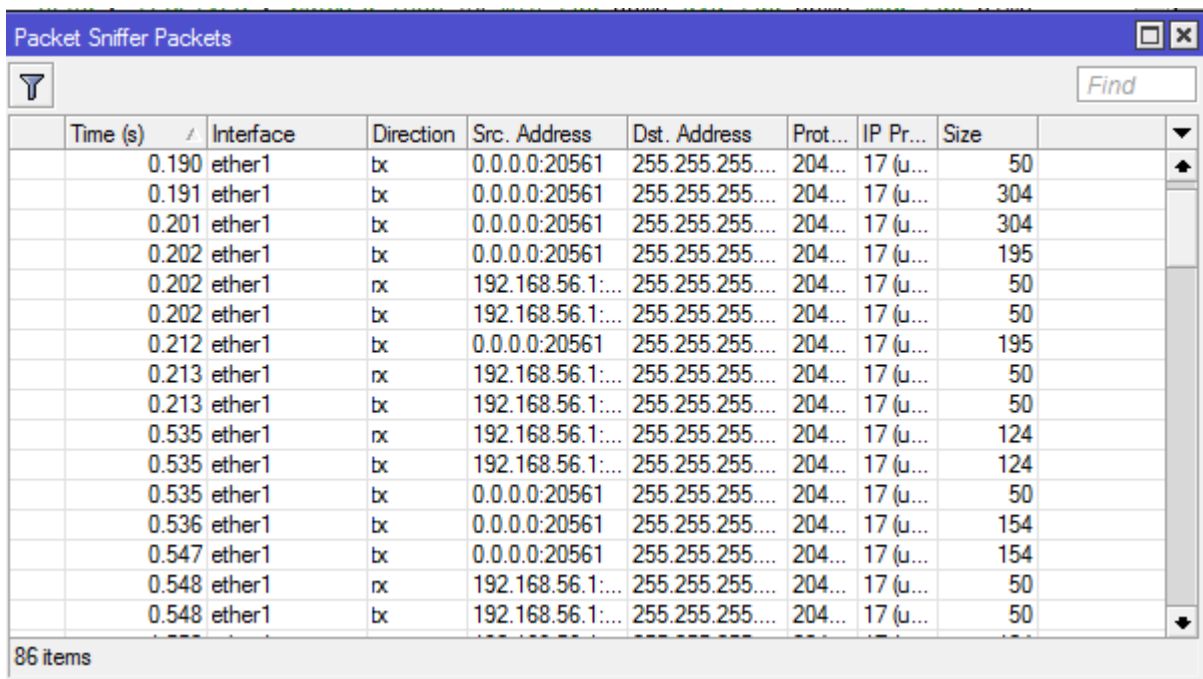 Packet Sniffer Packets
Find
Time (s) Interface Direction Src. Address Dst. Address Prot... IP Pr... Size
0.190 ether1 tx 0.0.0.0:20561 255.255.255.... 204... 17 (u... 50
0.191 ether1 tx 0.0.0.0:20561 255.255.255.... 204... 17 (u... 304
0.201 ether1 tx 0.0.0.0:20561 255.255.255.... 204... 17 (u... 304
0.202 ether1 tx 0.0.0.0:20561 255.255.255.... 204... 17 (u... 195
0.202 ether1 rx 192.168.56.1:... 255.255.255.... 204... 17 (u... 50
0.202 ether1 tx 192.168.56.1:... 255.255.255.... 204... 17 (u... 50
0.212 ether1 tx 0.0.0.0:20561 255.255.255.... 204... 17 (u... 195
0.213 ether1 rx 192.168.56.1:... 255.255.255.... 204... 17 (u... 50
0.213 ether1 tx 192.168.56.1:... 255.255.255.... 204... 17 (u... 50
0.535 ether1 rx 192.168.56.1:... 255.255.255.... 204... 17 (u... 124
0.535 ether1 tx 192.168.56.1:... 255.255.255.... 204... 17 (u... 124
0.535 ether1 tx 0.0.0.0:20561 255.255.255.... 204... 17 (u... 50
0.536 ether1 tx 0.0.0.0:20561 255.255.255.... 204... 17 (u... 154
0.547 ether1 tx 0.0.0.0:20561 255.255.255.... 204... 17 (u... 154
0.548 ether1 rx 192.168.56.1:... 255.255.255.... 204... 17 (u... 50
0.548 ether1 tx 192.168.56.1:... 255.255.255.... 204... 17 (u... 50
86 items